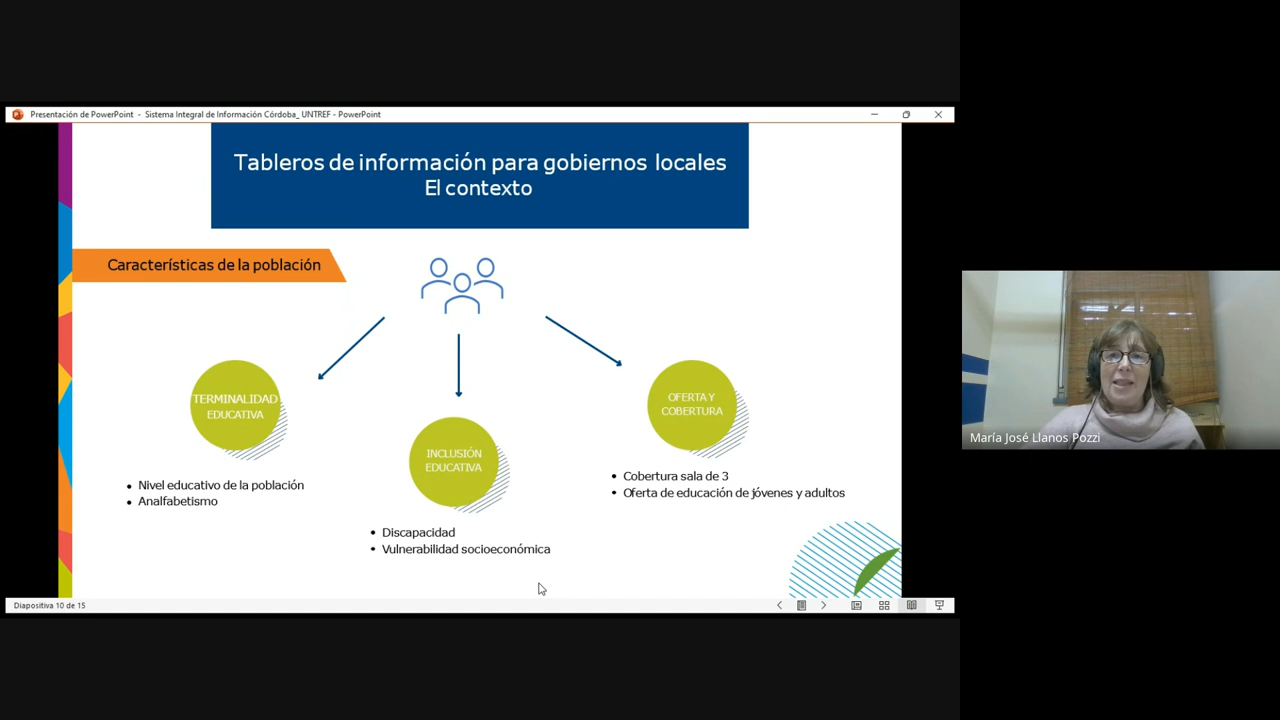 Presentación de PowerPoint - Sistema Integral de Información Córdoba_ UNTREF - PowerPoint
Tableros de información para gobiernos locales
El contexto
Características de la población
TERMINALIDAD
EDUCATIVA
• Nivel educativo de la población
• Analfabetismo
INCLUSIÓN
EDUCATIVA
• Discapacidad
• Vulnerabilidad socioeconómica
OFERTA Y
COBERTURA
• Cobertura sala de 3
• Oferta de educación de jóvenes y adultos
Diapositiva 10 de 15
María José Llanos Pozzi